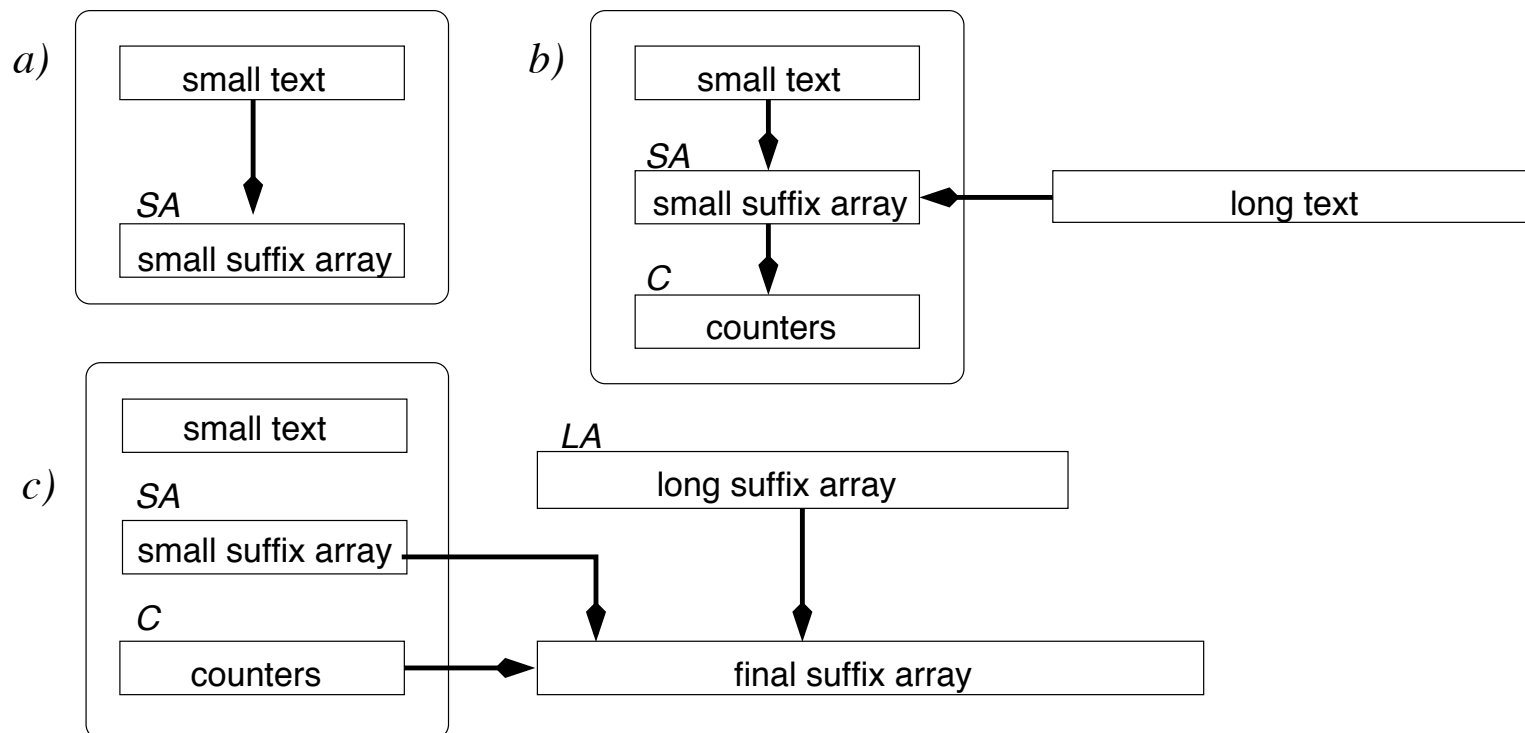 a)
small text
SA
small suffix array
b)
small text
SA
small suffix array
long text
C
counters
c)
small text
SA
small suffix array
C
counters
LA
long suffix array
final suffix array